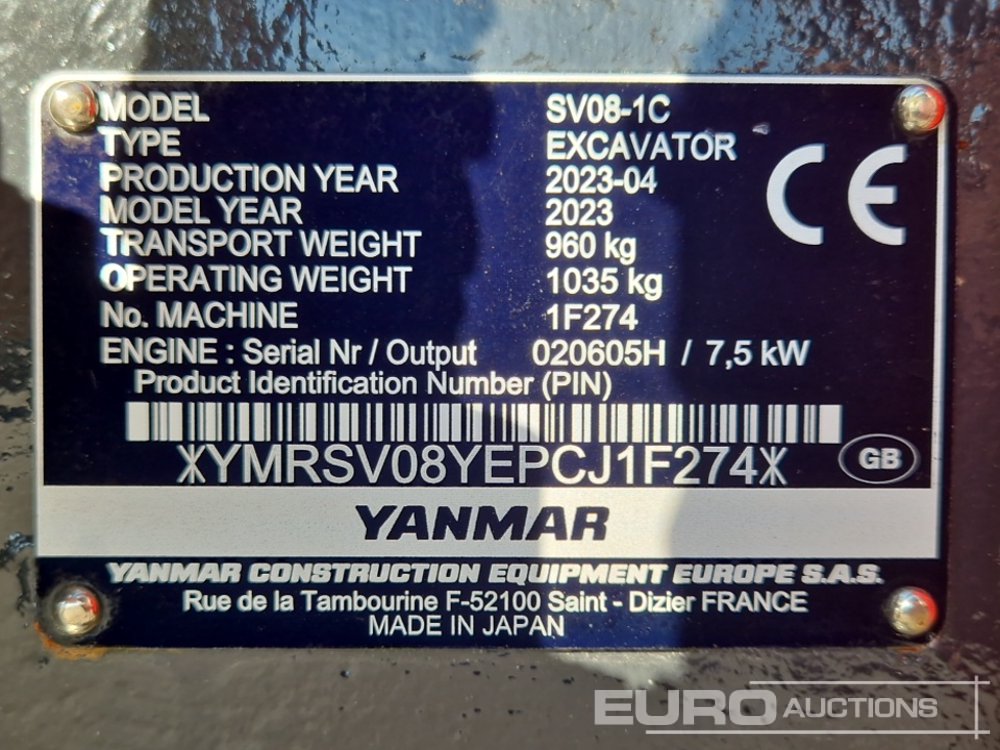 MODEL SV08-1C
TYPE EXCAVATOR
PRODUCTION YEAR 2023-04
MODEL YEAR 2023
TRANSPORT WEIGHT 960 kg
OPERATING WEIGHT 1035 kg
No. MACHINE 1F274
ENGINE : Serial Nr / Output 020605H / 7,5 kW
Product Identification Number (PIN)
CE
*YMRSV08YEPCJ1F274*
GB
YANMAR
YANMAR CONSTRUCTION EQUIPMENT EUROPE S.A.S.
Rue de la Tambourine F-52100 Saint - Dizier FRANCE
MADE IN JAPAN
EURO AUCTIONS